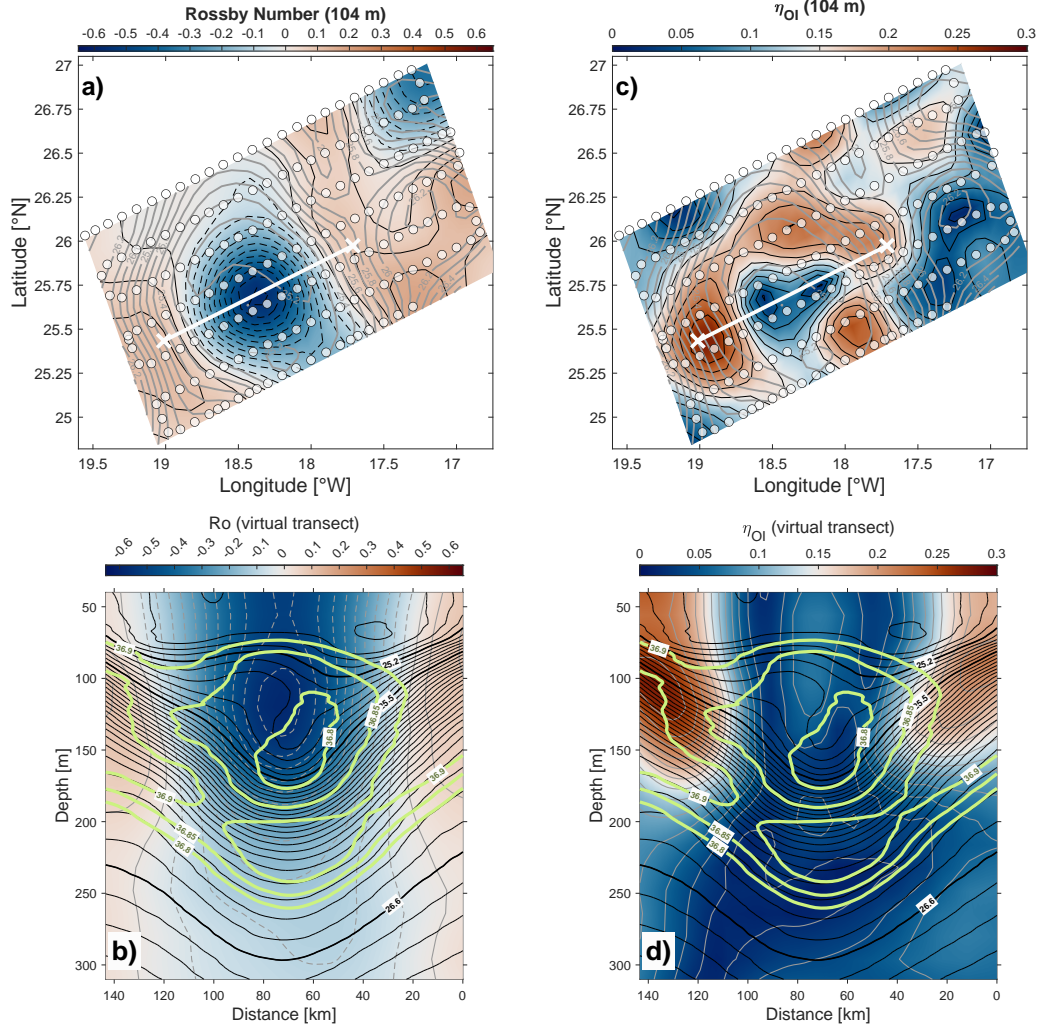 Rossby Number (104 m)
-0.6 -0.5 -0.4 -0.3 -0.2 -0.1 0 0.1 0.2 0.3 0.4 0.5 0.6
a)
27
26.75
26.5
26.25
26
25.75
25.5
25.25
25
Latitude [°N]
19.5 19 18.5 18 17.5 17
Longitude [°W]
η_OI (104 m)
0 0.05 0.1 0.15 0.2 0.25 0.3
c)
27
26.75
26.5
26.25
26
25.75
25.5
25.25
25
Latitude [°N]
19.5 19 18.5 18 17.5 17
Longitude [°W]
Ro (virtual transect)
-0.6 -0.5 -0.4 -0.3 -0.2 -0.1 0 0.1 0.2 0.3 0.4 0.5 0.6
50
100
150
200
250
300
Depth [m]
36.9
25.2
25.5
36.85
36.8
36.9
36.9
36.85
36.8
26.6
b)
140 120 100 80 60 40 20 0
Distance [km]
η_OI (virtual transect)
0 0.05 0.1 0.15 0.2 0.25 0.3
50
100
150
200
250
300
Depth [m]
36.9
25.2
36.85
36.8
36.9
36.9
36.85
36.8
26.6
d)
140 120 100 80 60 40 20 0
Distance [km]